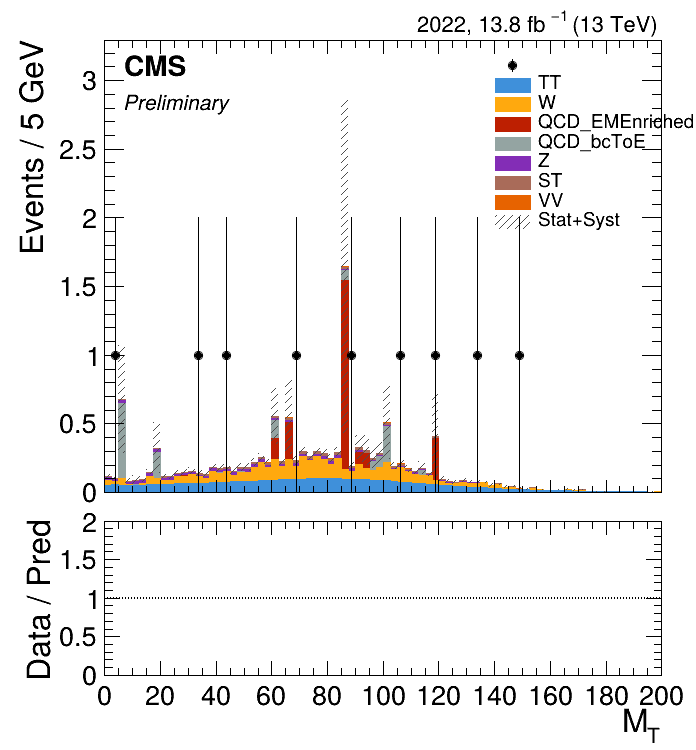 2022, 13.8 fb⁻¹ (13 TeV)
CMS
Preliminary
Events / 5 GeV
3
2.5
2
1.5
1
0.5
0
TT
W
QCD_EMEnriched
QCD_bcToE
Z
ST
VV
Stat+Syst
Data / Pred
2
1.5
1
0.5
0
0 20 40 60 80 100 120 140 160 180 200
M_T